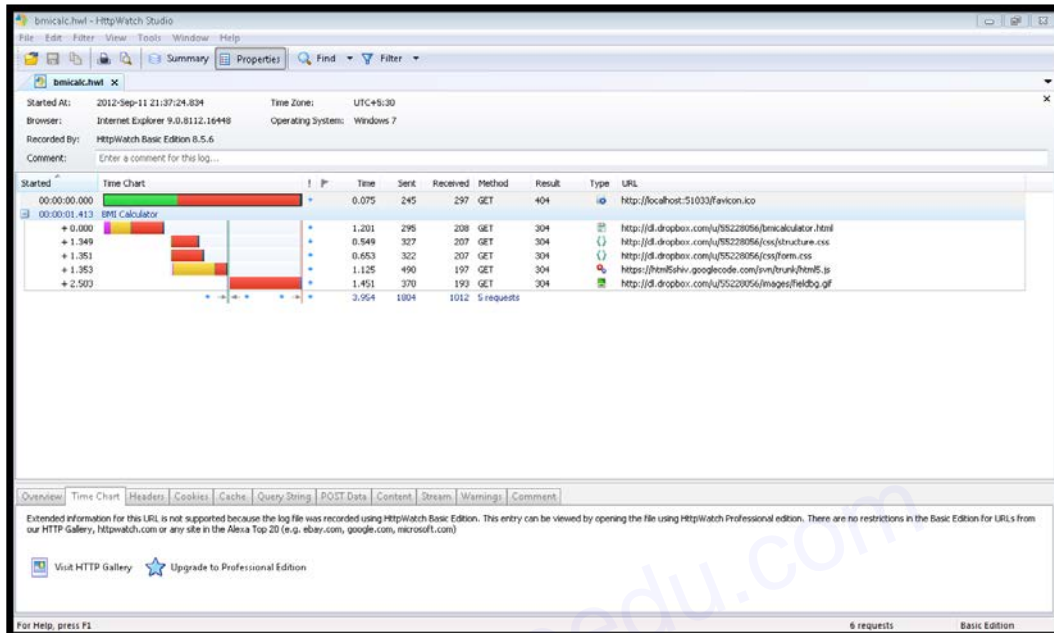 bmicalc.hwl - HttpWatch Studio
File Edit Filter View Tools Window Help
Summary Properties Find Filter
bmicalc.hwl X
Started At: 2012-Sep-11 21:37:24.834 Time Zone: UTC+5:30
Browser: Internet Explorer 9.0.8112.16448 Operating System: Windows 7
Recorded By: HttpWatch Basic Edition 8.5.6
Comment: Enter a comment for this log...
Started Time Chart ! Time Sent Received Method Result Type URL
00:00:00.000 0.075 245 297 GET 404 http://localhost:51033/favicon.ico
00:00:01.413 BMI Calculator
+ 0.000 1.201 295 208 GET 304 http://dl.dropbox.com/u/55228056/bmicalculator.html
+ 1.349 0.549 327 207 GET 304 http://dl.dropbox.com/u/55228056/css/structure.css
+ 1.351 0.653 322 207 GET 304 http://dl.dropbox.com/u/55228056/css/form.css
+ 1.353 1.125 490 197 GET 304 https://html5shiv.googlecode.com/svn/trunk/html5.js
+ 2.503 1.451 370 193 GET 304 http://dl.dropbox.com/u/55228056/images/fieldbg.gif
3.954 1804 1012 5 requests
Overview Time Chart Headers Cookies Cache Query String POST Data Content Stream Warnings Comment
Extended information for this URL is not supported because the log file was recorded using HttpWatch Basic Edition. This entry can be viewed by opening the file using HttpWatch Professional edition. There are no restrictions in the Basic Edition for URLs from
our HTTP Gallery, httpwatch.com or any site in the Alexa Top 20 (e.g. ebay.com, google.com, microsoft.com)
Visit HTTP Gallery Upgrade to Professional Edition
For Help, press F1 6 requests Basic Edition